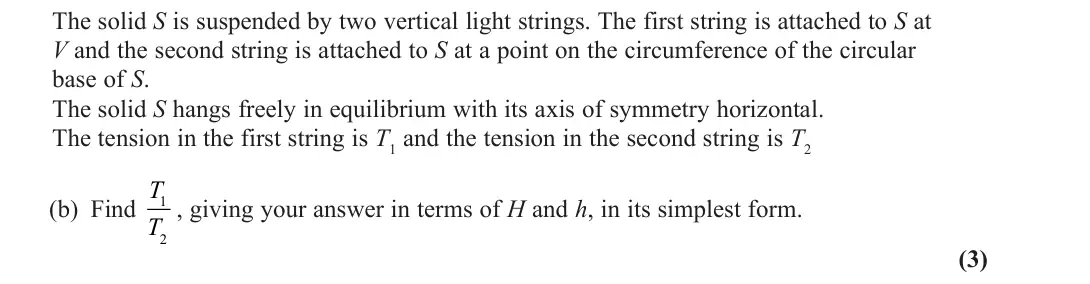 The solid S is suspended by two vertical light strings. The first string is attached to S at
V and the second string is attached to S at a point on the circumference of the circular
base of S.
The solid S hangs freely in equilibrium with its axis of symmetry horizontal.
The tension in the first string is T₁ and the tension in the second string is T₂
(b) Find T₁/T₂, giving your answer in terms of H and h, in its simplest form.
(3)